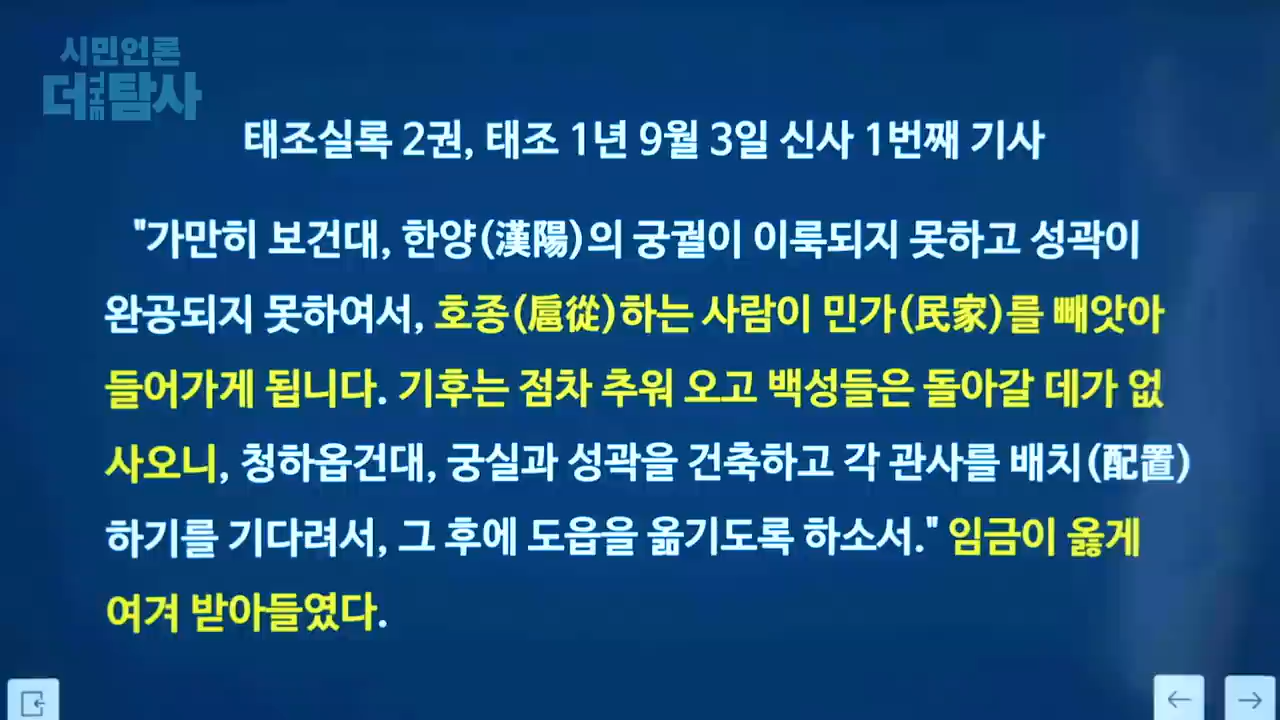 시민언론
더탐사
태조실록 2권, 태조 1년 9월 3일 신사 1번째 기사
"가만히 보건대, 한양(漢陽)의 궁궐이 이룩되지 못하고 성곽이
완공되지 못하여서, 호종(扈從)하는 사람이 민가(民家)를 빼앗아
들어가게 됩니다. 기후는 점차 추워 오고 백성들은 돌아갈 데가 없
사오니, 청하옵건대, 궁실과 성곽을 건축하고 각 관사를 배치(配置)
하기를 기다려서, 그 후에 도읍을 옮기도록 하소서." 임금이 옳게
여겨 받아들였다.